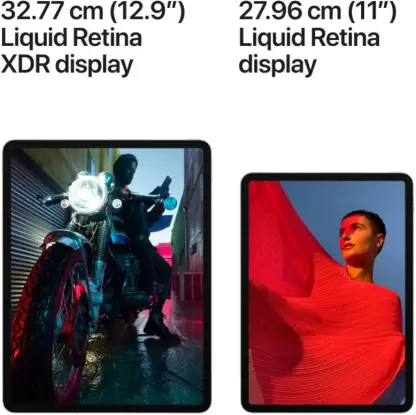 32.77 cm (12.9″)
Liquid Retina
XDR display
27.96 cm (11″)
Liquid Retina
display